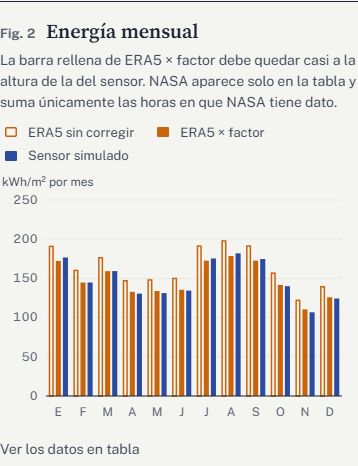 Fig. 2 Energía mensual
La barra rellena de ERA5 × factor debe quedar casi a la
altura de la del sensor. NASA aparece solo en la tabla y
suma únicamente las horas en que NASA tiene dato.
ERA5 sin corregir ERA5 × factor
Sensor simulado
kWh/m² por mes
250
200
150
100
50
0
E F M A M J J A S O N D
Ver los datos en tabla